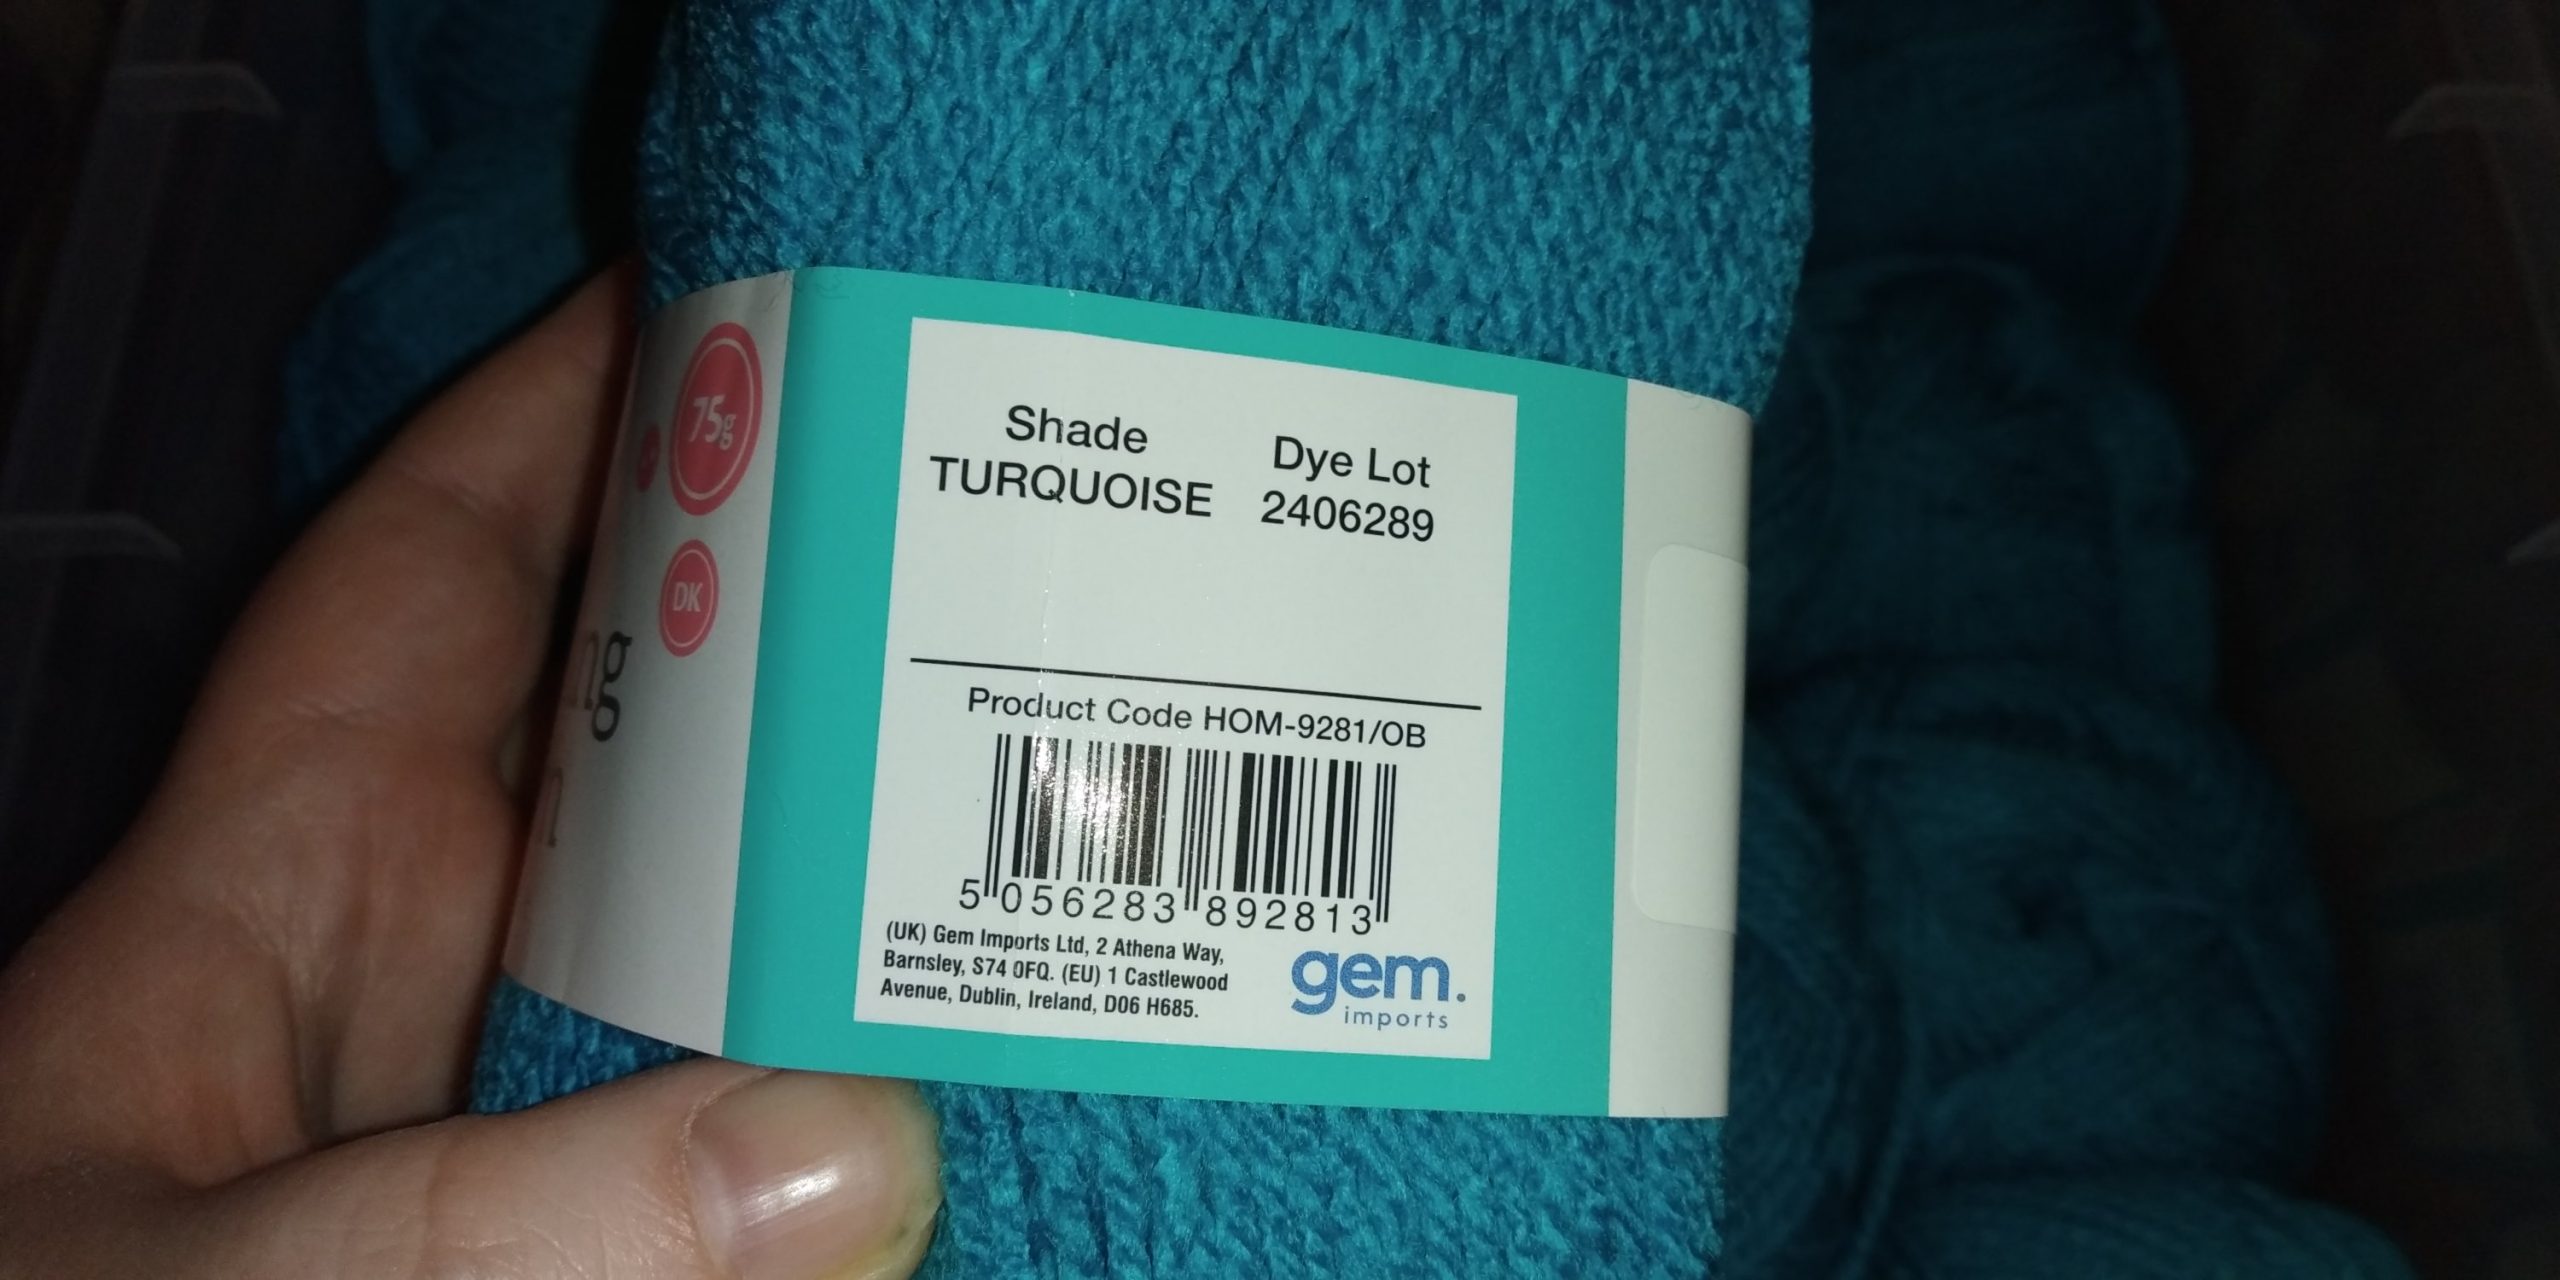 75g
DK
ng
n
Shade
TURQUOISE
Dye Lot
2406289
Product Code HOM-9281/OB
5 056283 892813
(UK) Gem Imports Ltd, 2 Athena Way,
Barnsley, S74 0FQ. (EU) 1 Castlewood
Avenue, Dublin, Ireland, D06 H685.
gem.
imports